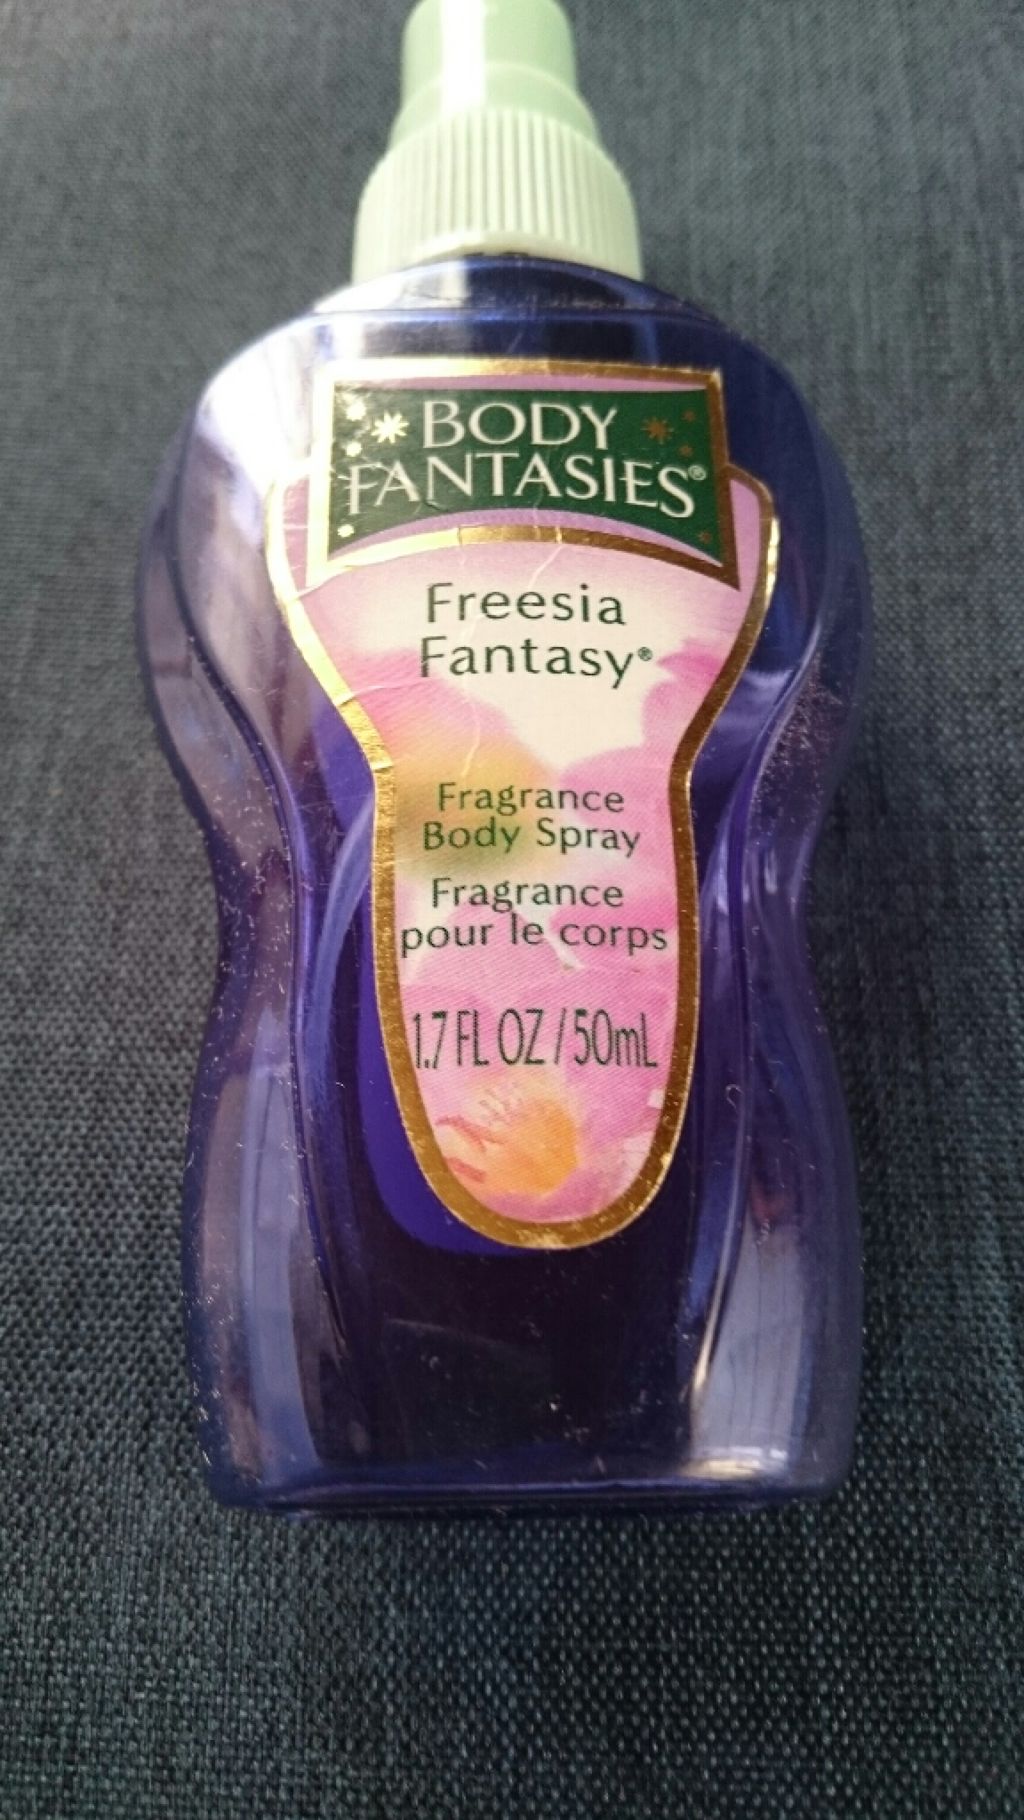 BODY
FANTASIES®
Freesia
Fantasy®
Fragrance
Body Spray
Fragrance
pour le corps
1.7 FL OZ / 50mL